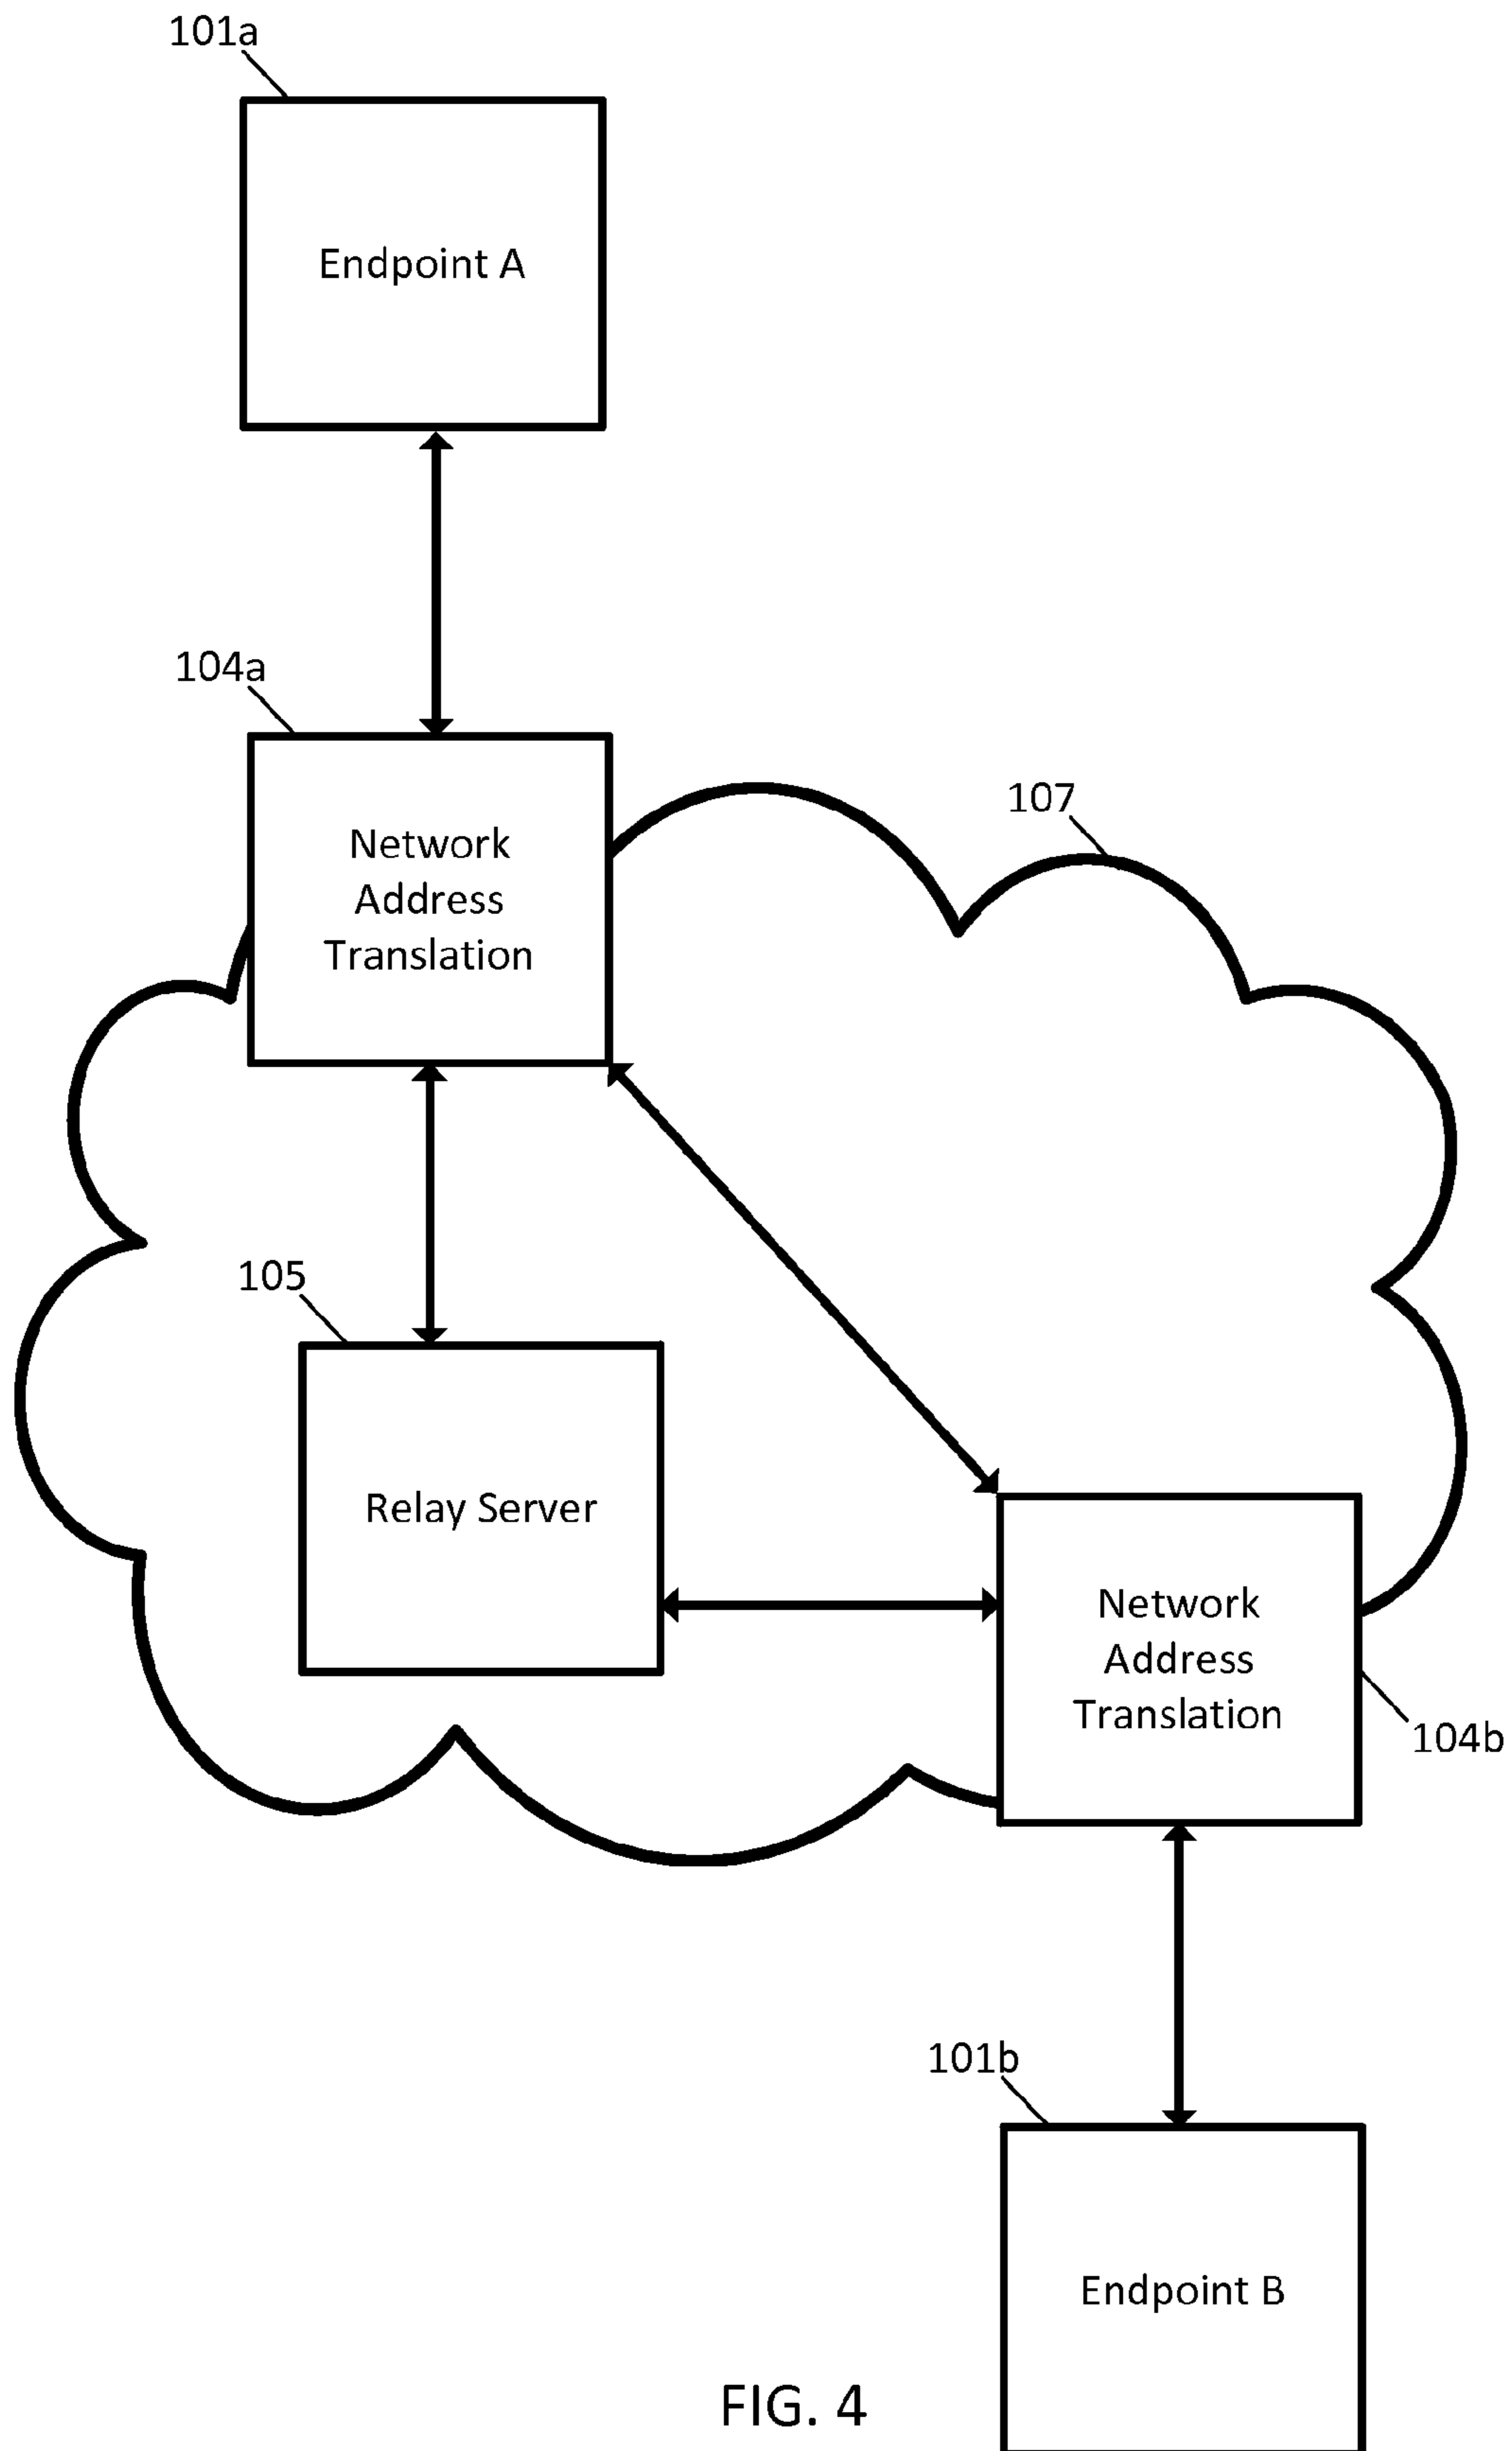 101a
Endpoint A
104a
Network
Address
Translation
107
105
Relay Server
Network
Address
Translation
104b
101b
Endpoint B
FIG. 4